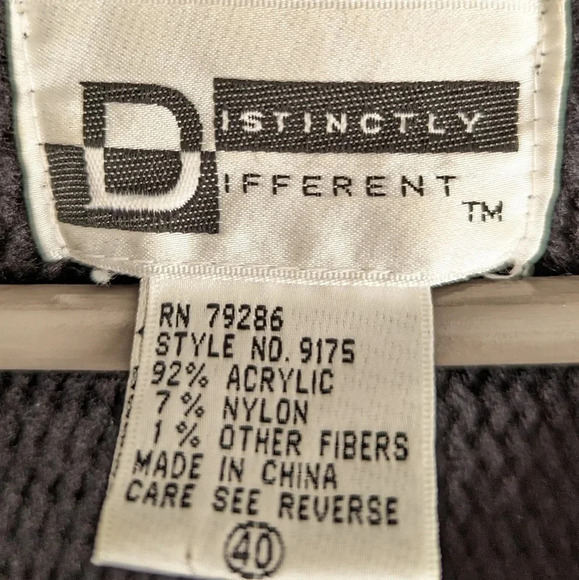 DISTINCTLY
DIFFERENT
TM
RN 79286
STYLE NO. 9175
92% ACRYLIC
7% NYLON
1% OTHER FIBERS
MADE IN CHINA
CARE SEE REVERSE
40